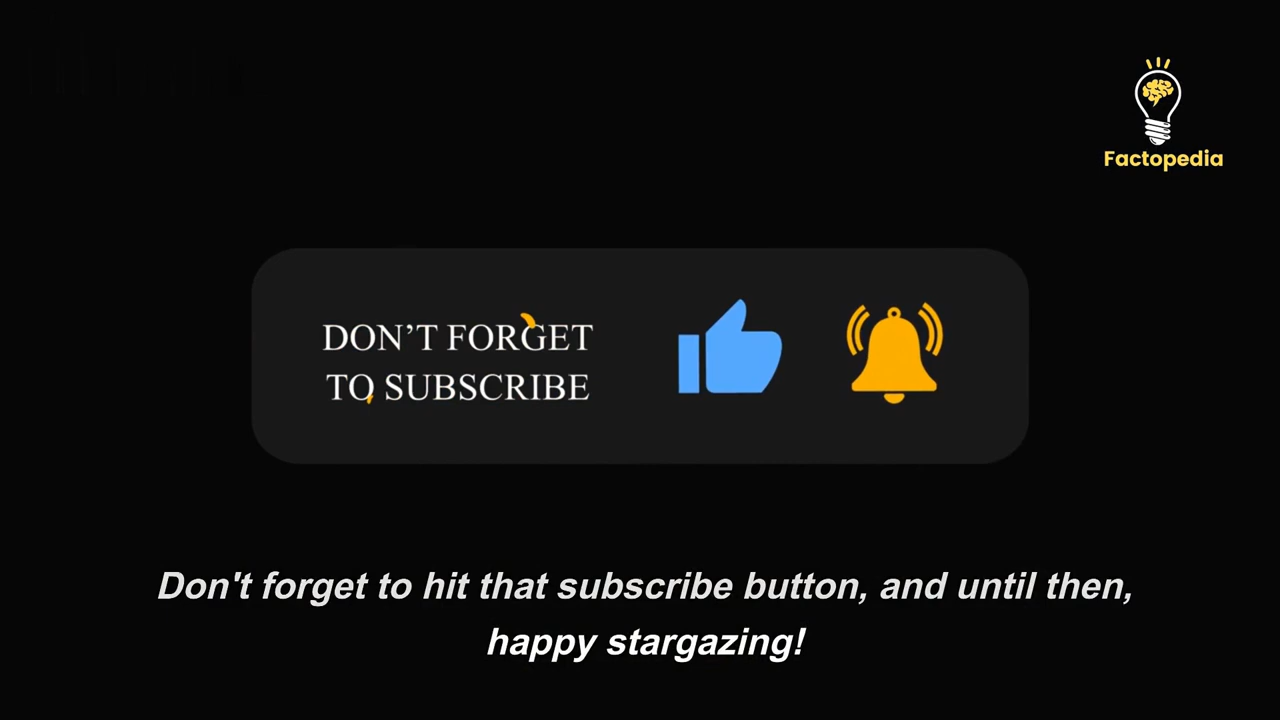 Factopedia
DON’T FORGET
TO SUBSCRIBE
Don't forget to hit that subscribe button, and until then,
happy stargazing!